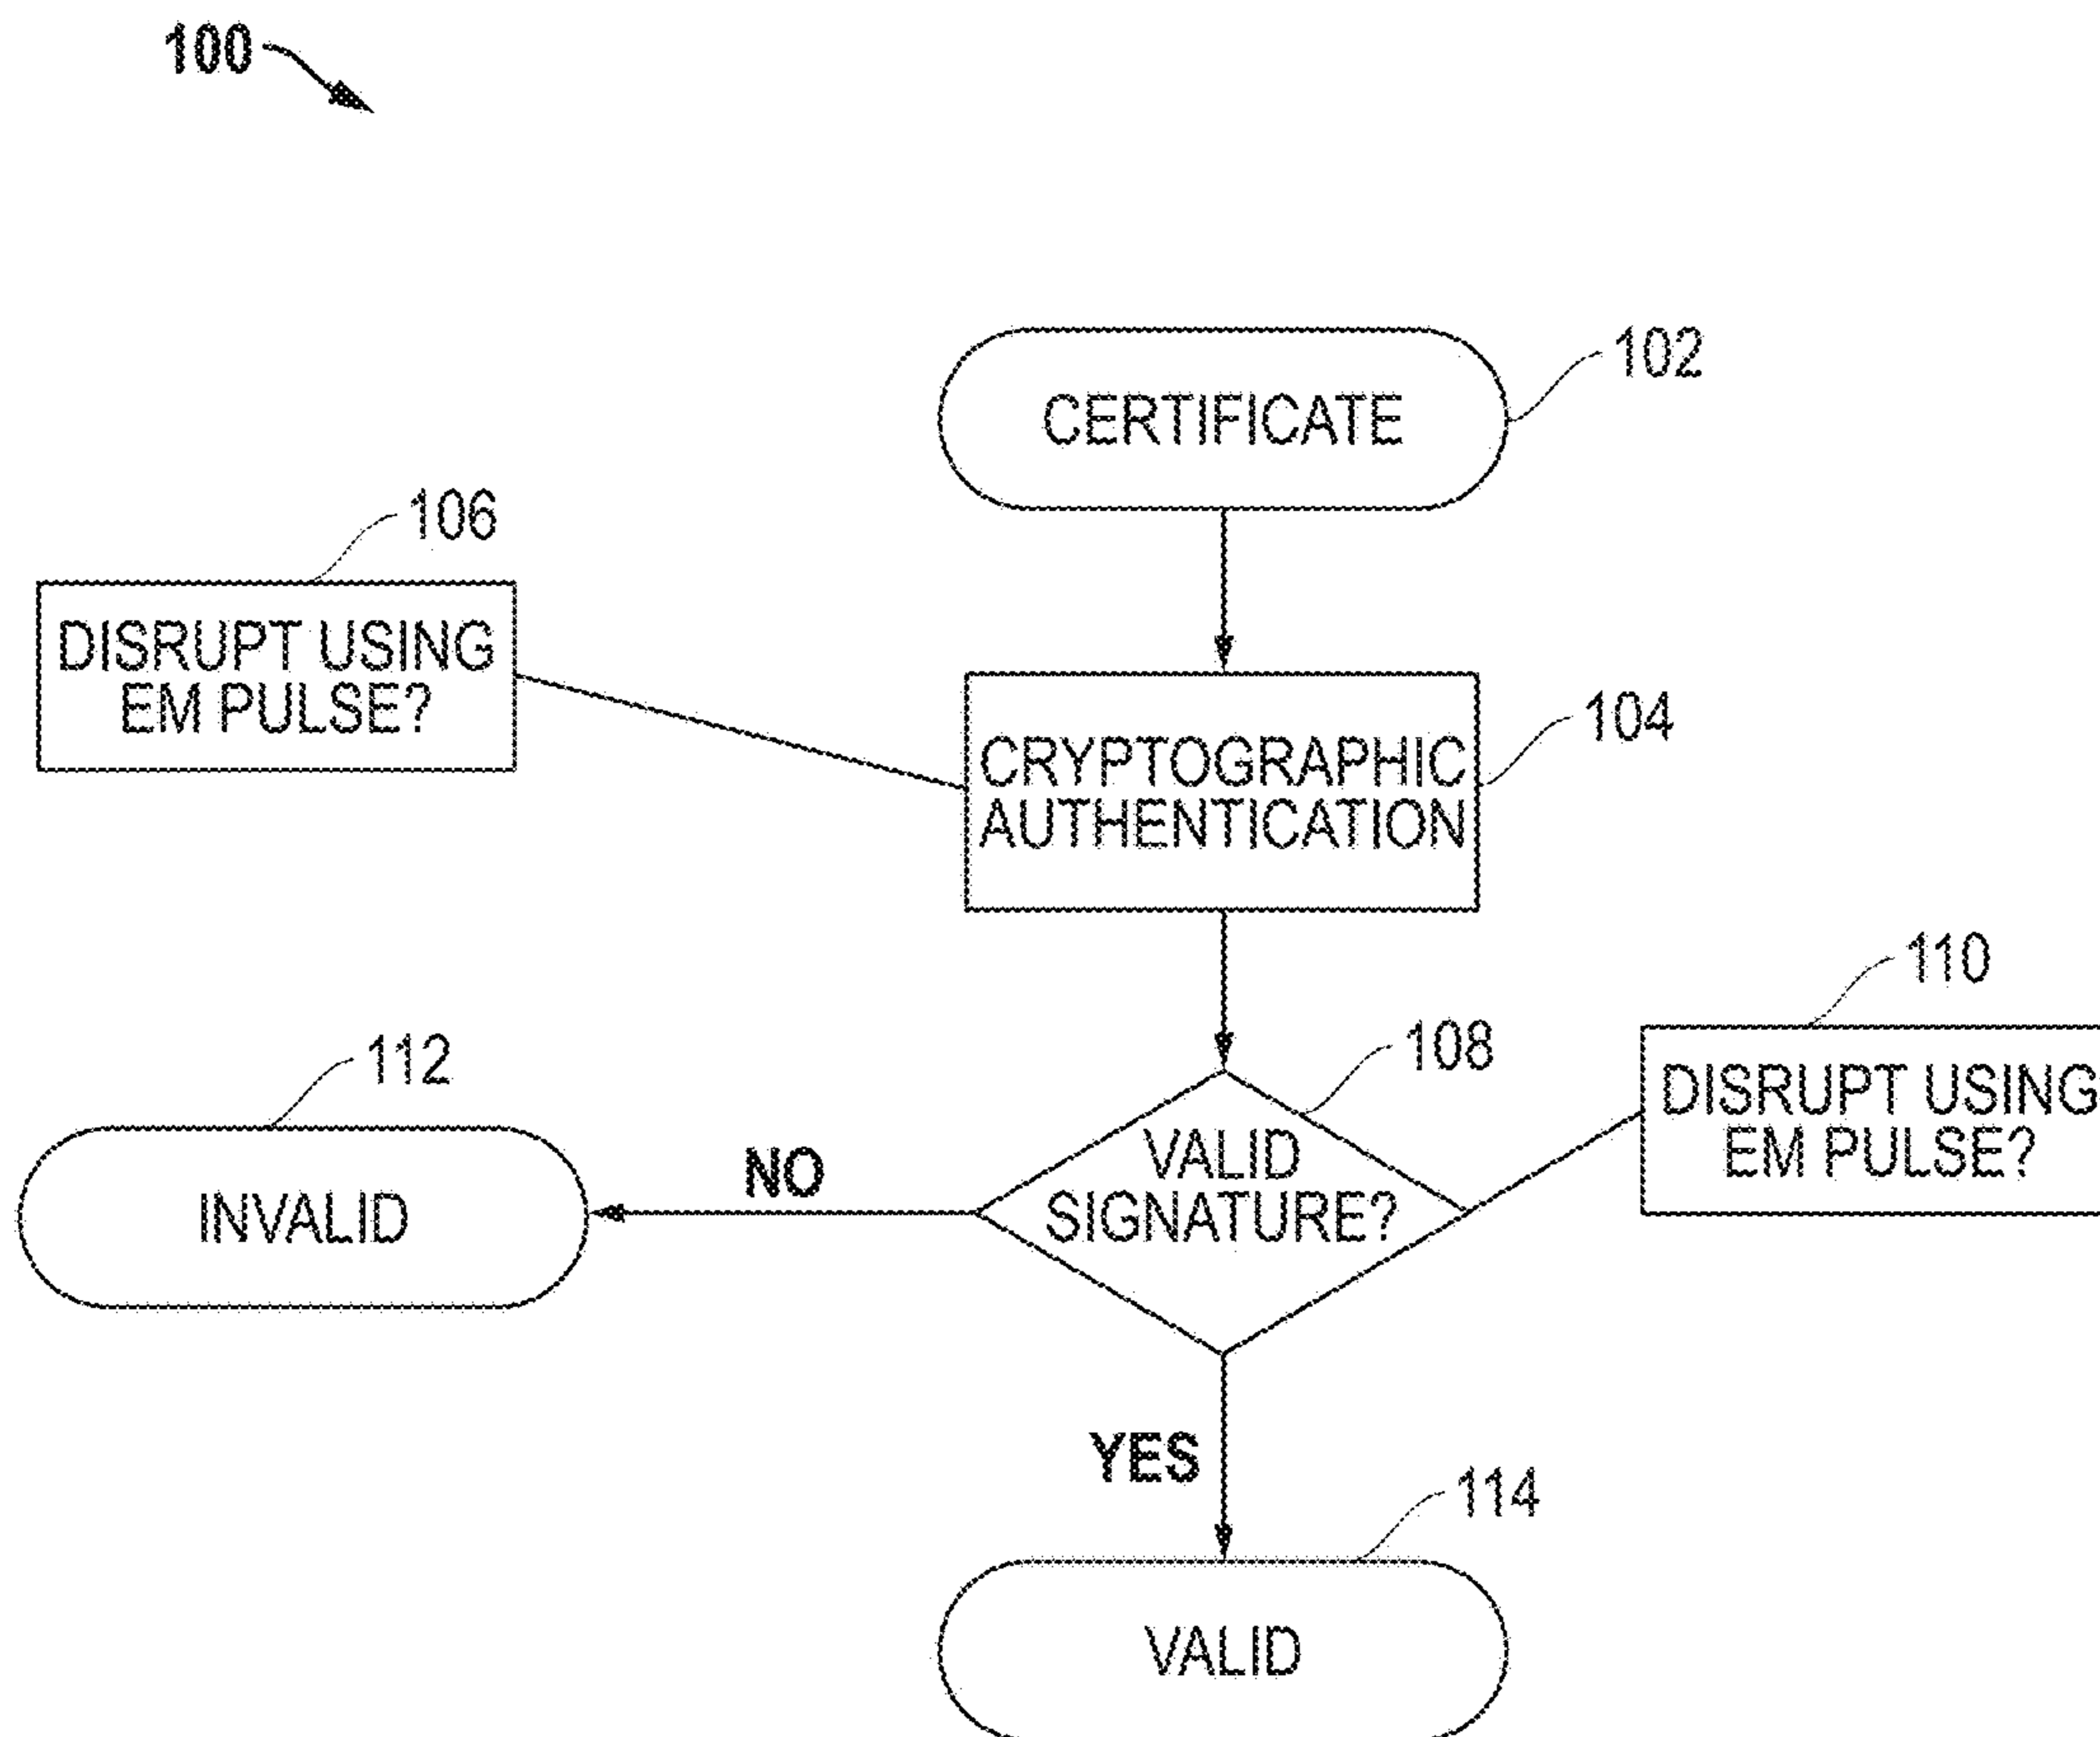 100
102
CERTIFICATE
106
DISRUPT USING
EM PULSE?
104
CRYPTOGRAPHIC
AUTHENTICATION
110
108
DISRUPT USING
EM PULSE?
112
VALID
SIGNATURE?
NO
INVALID
YES
114
VALID